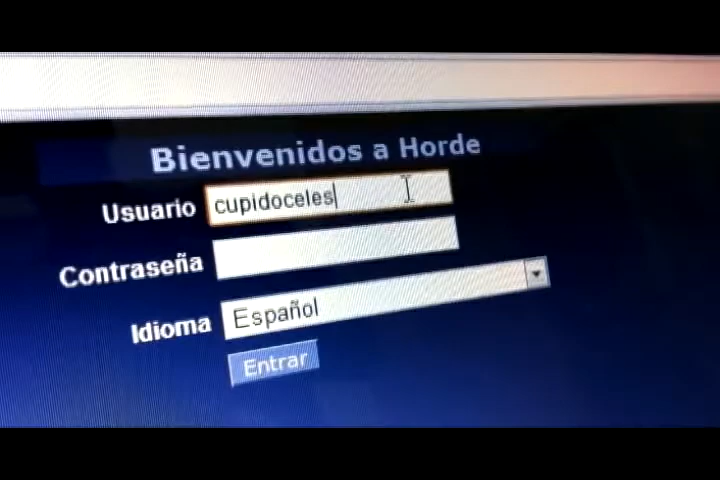 Bienvenidos a Horde
Usuario cupidoceles
Contraseña
Idioma Español
Entrar